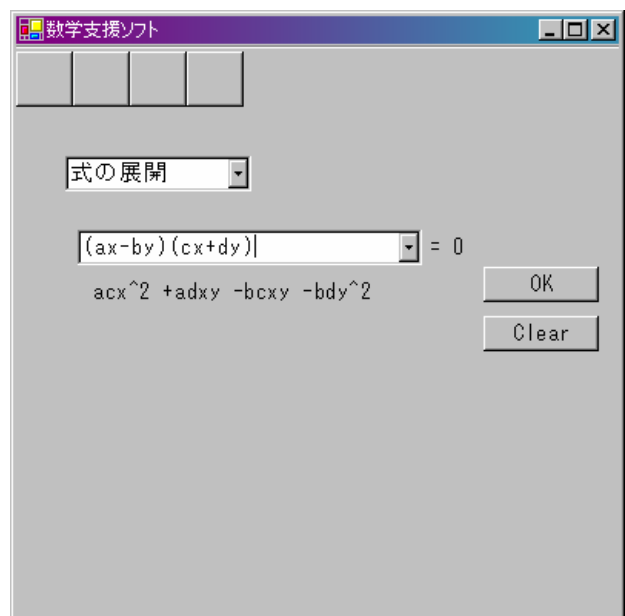 数学支援ソフト
式の展開
(ax-by)(cx+dy) = 0
acx^2 +adxy -bcxy -bdy^2
OK
Clear